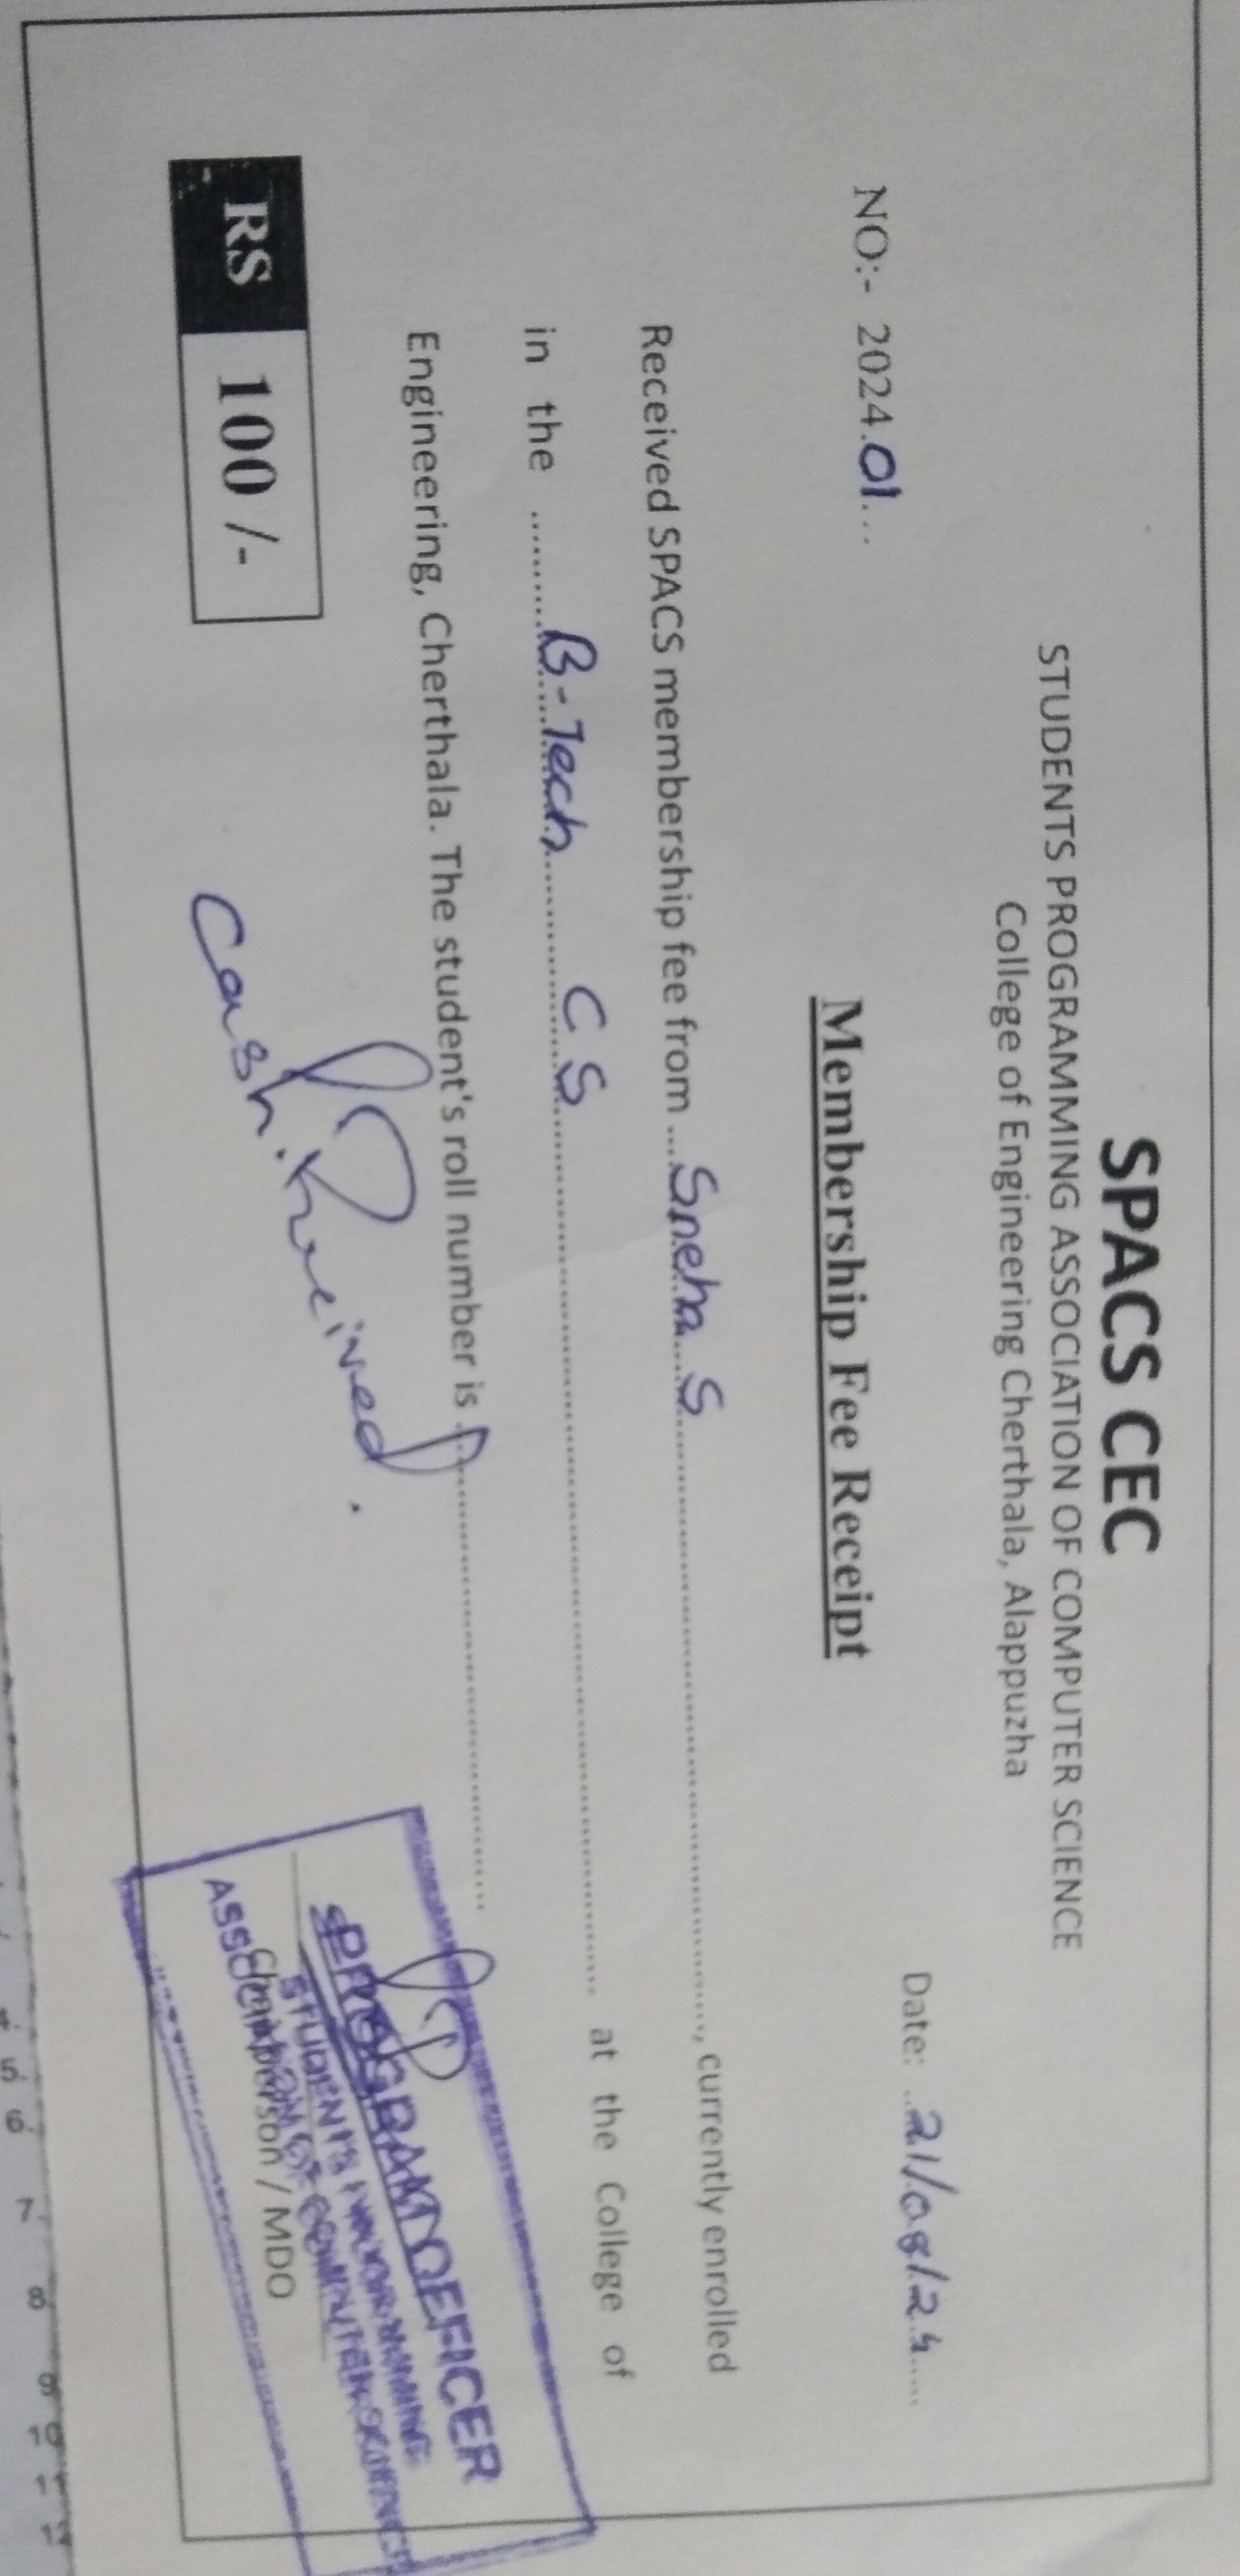 SPACS CEC
STUDENTS PROGRAMMING ASSOCIATION OF COMPUTER SCIENCE
College of Engineering Cherthala, Alappuzha
NO:- 2024.01...
Date: ..21/08/24.....
Membership Fee Receipt
Received SPACS membership fee from ....Sneha S............, currently enrolled
in the ..........B-Tech CS............ at the College of
Engineering, Cherthala. The student's roll number is ............
RS 100 /-
Cash Received.
OFFICER
STUDENTS PROGRAMMING
ASSOCIATION OF COMPUTER SCIENCE
Chairperson / MDO
5.
6.
7.
8
9
10
11